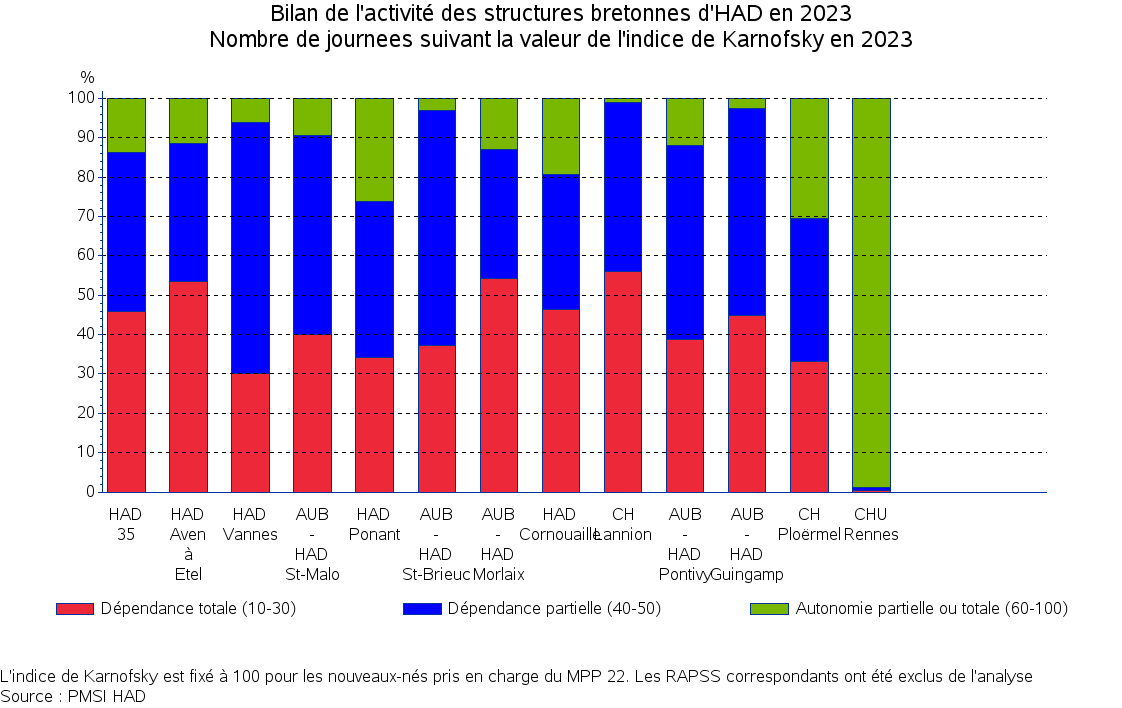 Bilan de l'activité des structures bretonnes d'HAD en 2023
Nombre de journees suivant la valeur de l'indice de Karnofsky en 2023
%
100
90
80
70
60
50
40
30
20
10
0
HAD 35
HAD Aven à Etel
HAD Vannes
AUB - HAD St-Malo
HAD Ponant
AUB - HAD St-Brieuc
AUB - HAD Morlaix
HAD Cornouaille
CH Lannion
AUB - HAD Pontivy
AUB - HAD Guingamp
CH Ploërmel
CHU Rennes
Dépendance totale (10-30)
Dépendance partielle (40-50)
Autonomie partielle ou totale (60-100)
L'indice de Karnofsky est fixé à 100 pour les nouveaux-nés pris en charge du MPP 22. Les RAPSS correspondants ont été exclus de l'analyse
Source : PMSI HAD